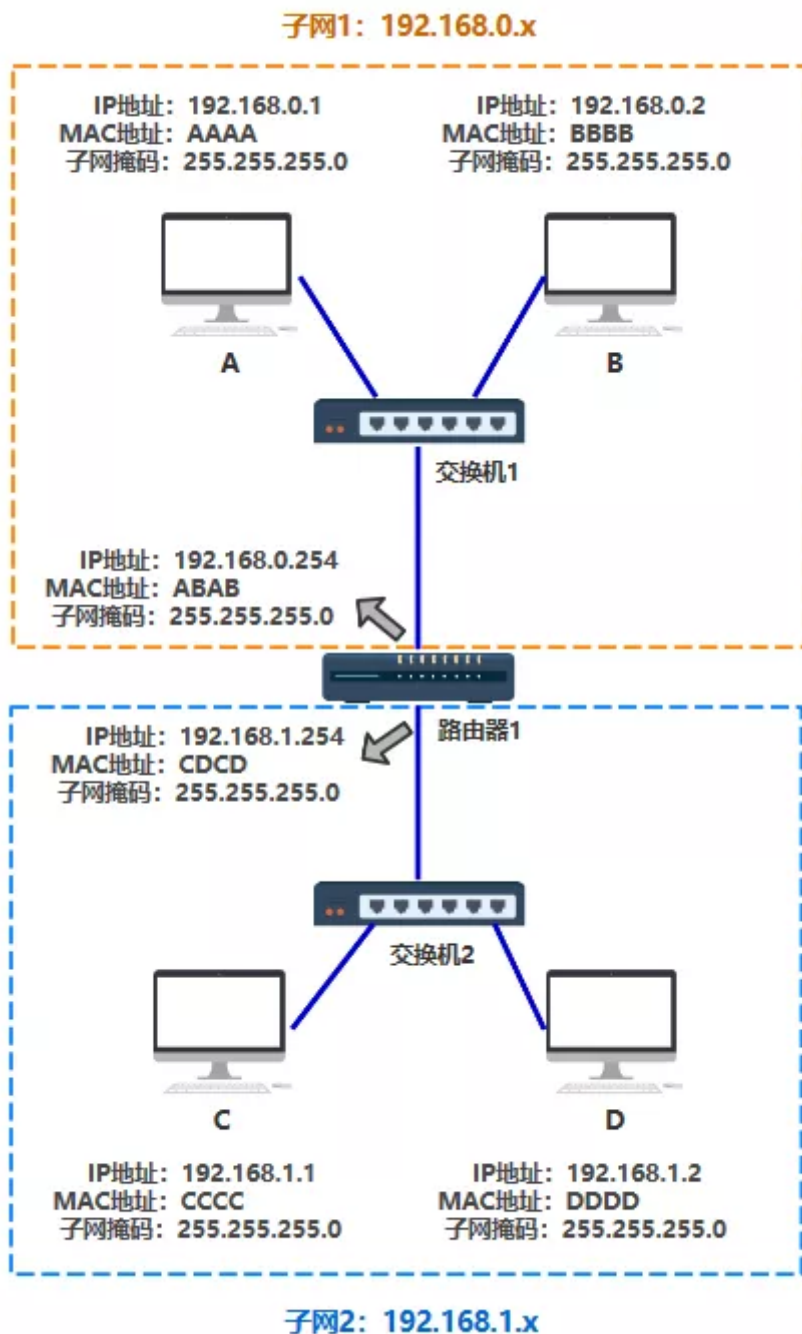 子网1：192.168.0.x
IP地址：192.168.0.1
MAC地址：AAAA
子网掩码：255.255.255.0
IP地址：192.168.0.2
MAC地址：BBBB
子网掩码：255.255.255.0
A
B
交换机1
IP地址：192.168.0.254
MAC地址：ABAB
子网掩码：255.255.255.0
路由器1
IP地址：192.168.1.254
MAC地址：CDCD
子网掩码：255.255.255.0
交换机2
C
D
IP地址：192.168.1.1
MAC地址：CCCC
子网掩码：255.255.255.0
IP地址：192.168.1.2
MAC地址：DDDD
子网掩码：255.255.255.0
子网2：192.168.1.x